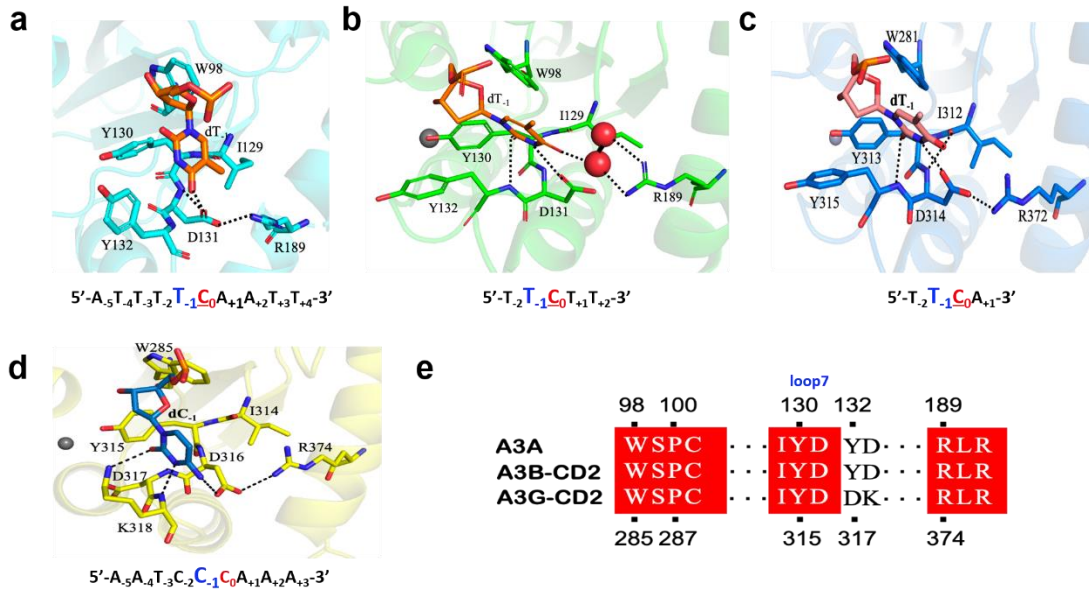 a
W98
Y130
dT-1
I129
Y132
D131
R189
5’-A-5T-4T-3T-2T-1C0A+1A+2T+3T+4-3’
b
W98
dT-1
I129
Y130
Y132
D131
R189
5’-T-2T-1C0T+1T+2-3’
c
W281
dT-1
I312
Y313
Y315
D314
R372
5’-T-2T-1C0A+1-3’
d
W285
dC-1
I314
Y315
D316
R374
D317
K318
5’-A-5A-4T-3C-2C-1C0A+1A+2A+3-3’
e
loop7
98 100 130 132 189
A3A WSPC ··· IYD YD ··· RLR
A3B-CD2 WSPC ··· IYD YD ··· RLR
A3G-CD2 WSPC ··· IYD DK ··· RLR
285 287 315 317 374